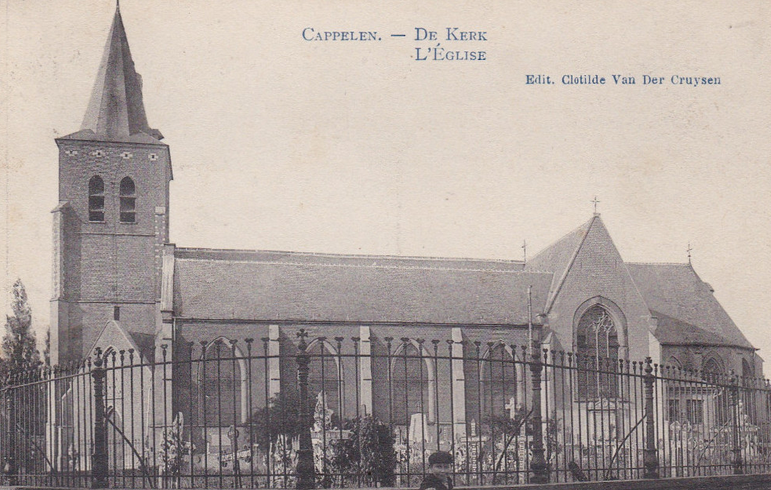 CAPPELEN. — DE KERK
L'ÉGLISE
Edit. Clotilde Van Der Cruysen